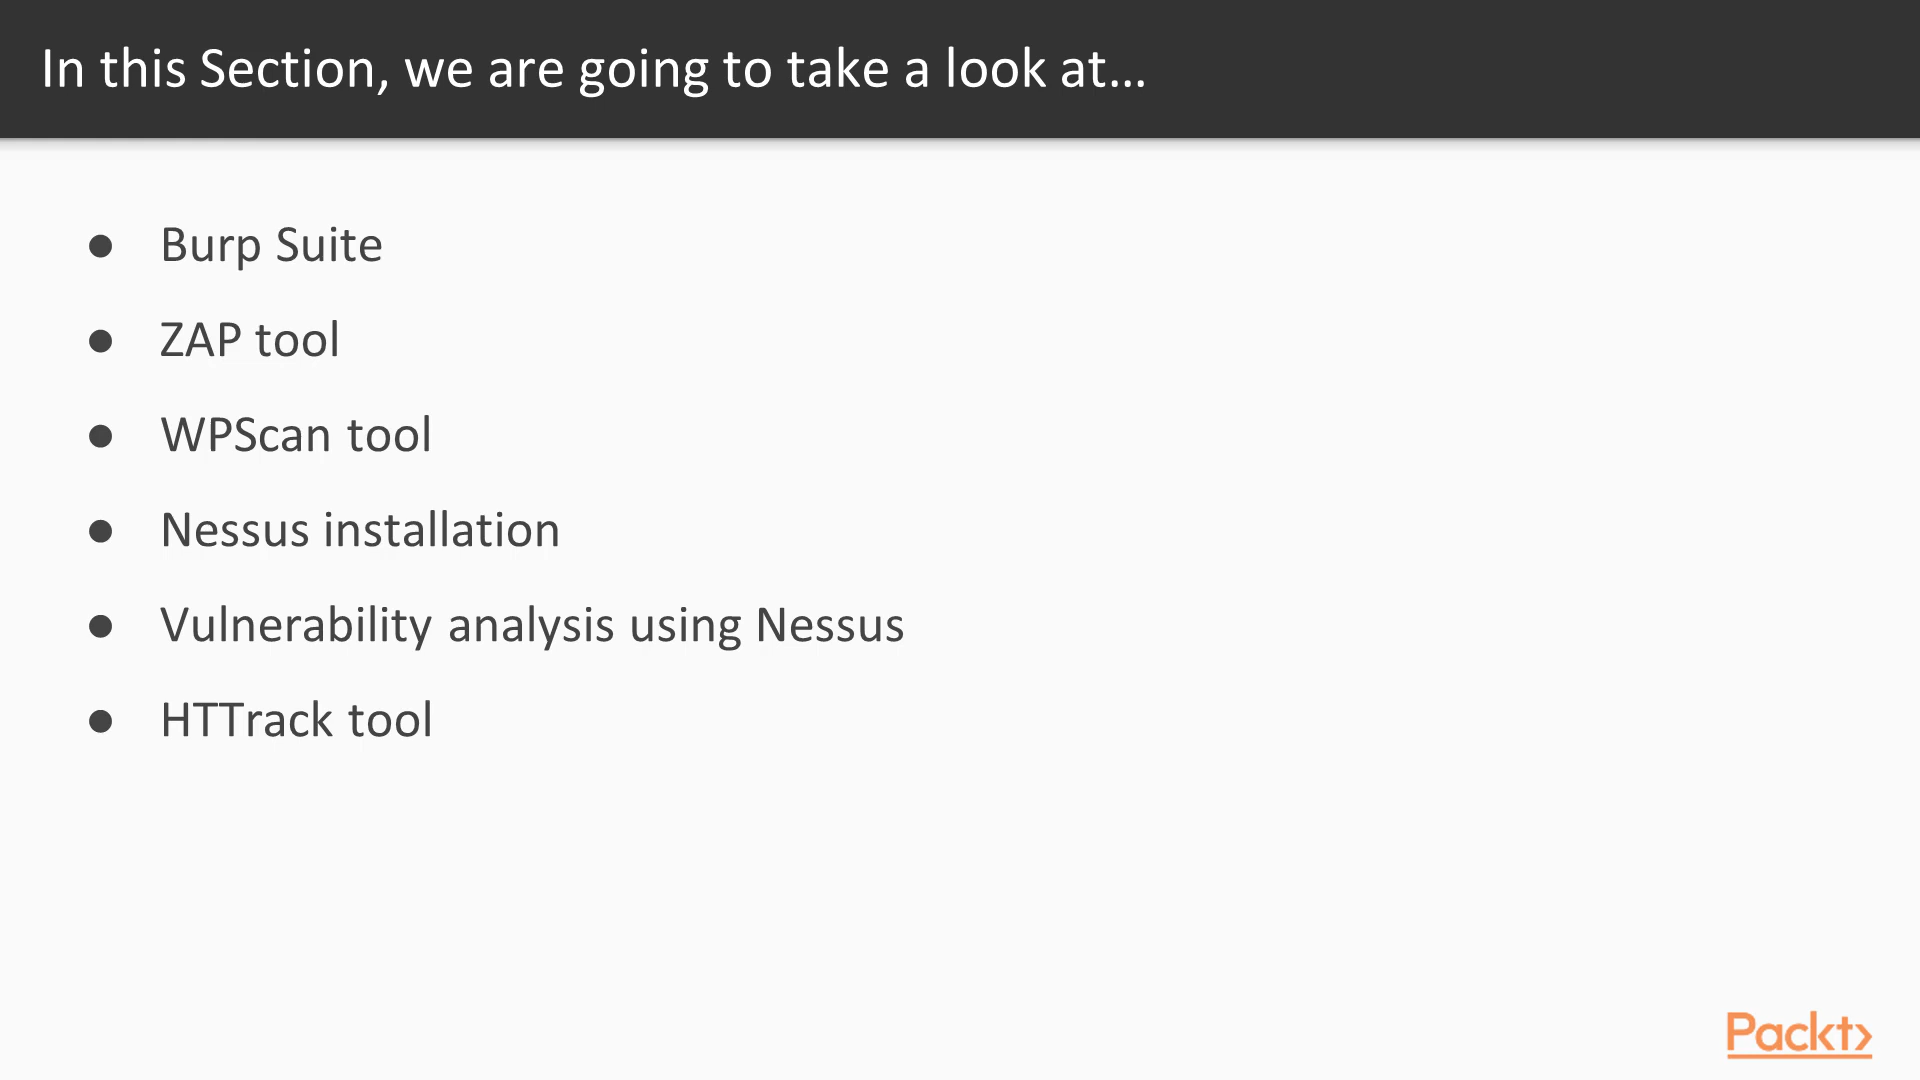 In this Section, we are going to take a look at…
● Burp Suite
● ZAP tool
● WPScan tool
● Nessus installation
● Vulnerability analysis using Nessus
● HTTrack tool
Packt>